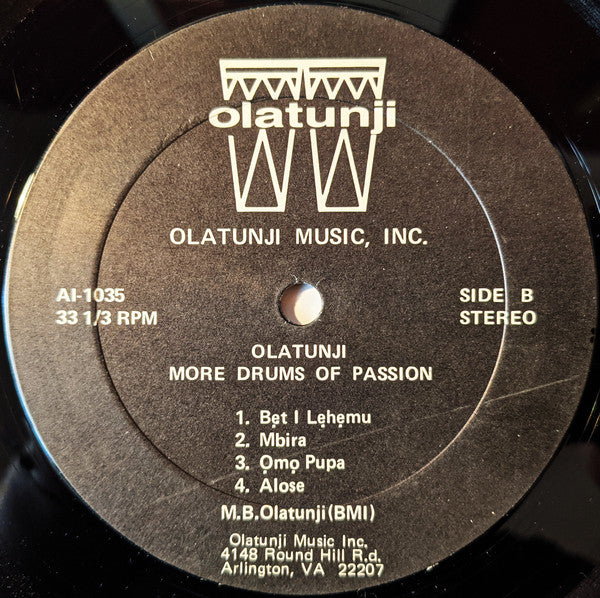 olatunji
OLATUNJI MUSIC, INC.
AI-1035
33 1/3 RPM
SIDE B
STEREO
OLATUNJI
MORE DRUMS OF PASSION
1. Bẹt I Lẹhẹmu
2. Mbira
3. Ọmọ Pupa
4. Alose
M.B.Olatunji(BMI)
Olatunji Music Inc.
4148 Round Hill R.d.
Arlington, VA 22207